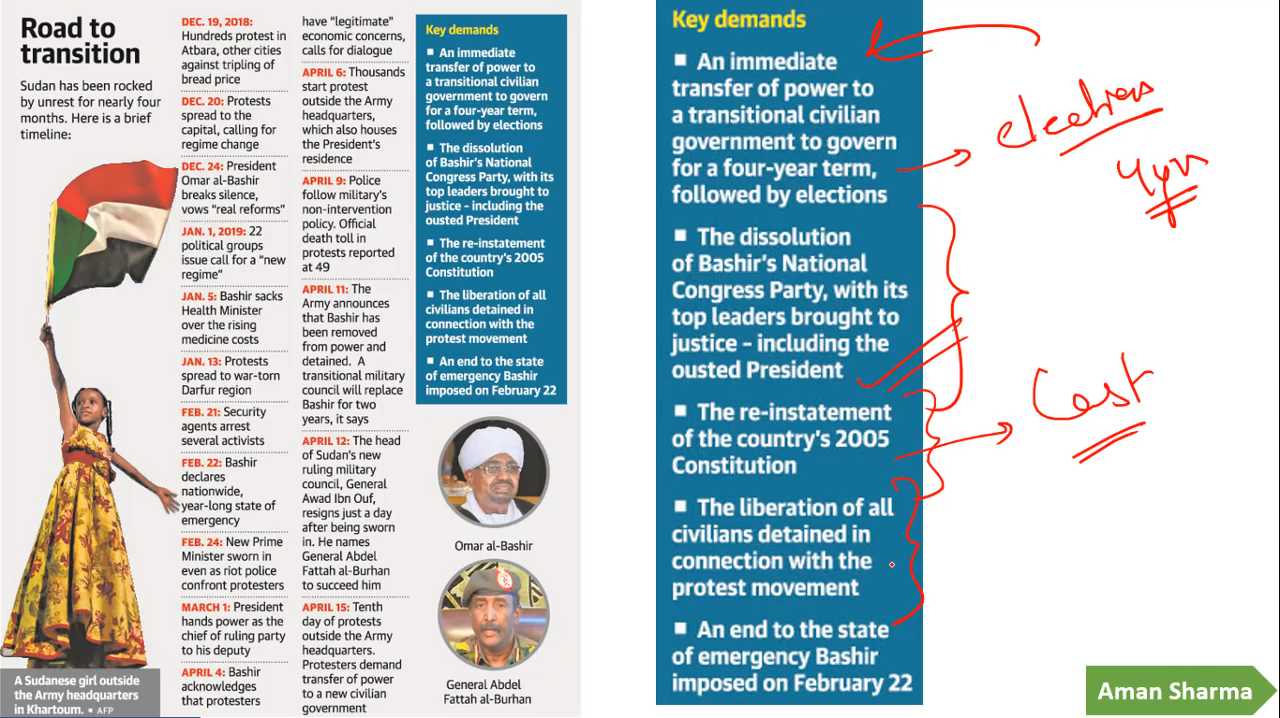 Road to
transition
Sudan has been rocked
by unrest for nearly four
months. Here is a brief
timeline:
A Sudanese girl outside
the Army headquarters
in Khartoum. • AFP
DEC. 19, 2018:
Hundreds protest in
Atbara, other cities
against tripling of
bread price
DEC. 20: Protests
spread to the
capital, calling for
regime change
DEC. 24: President
Omar al-Bashir
breaks silence,
vows "real reforms"
JAN. 1, 2019: 22
political groups
issue call for a "new
regime"
JAN. 5: Bashir sacks
Health Minister
over the rising
medicine costs
JAN. 13: Protests
spread to war-torn
Darfur region
FEB. 21: Security
agents arrest
several activists
FEB. 22: Bashir
declares
nationwide,
year-long state of
emergency
FEB. 24: New Prime
Minister sworn in
even as riot police
confront protesters
MARCH 1: President
hands power as the
chief of ruling party
to his deputy
APRIL 4: Bashir
acknowledges
that protesters
have "legitimate"
economic concerns,
calls for dialogue
APRIL 6: Thousands
start protest
outside the Army
headquarters,
which also houses
the President's
residence
APRIL 9: Police
follow military's
non-intervention
policy. Official
death toll in
protests reported
at 49
APRIL 11: The
Army announces
that Bashir has
been removed
from power and
detained. A
transitional military
council will replace
Bashir for two
years, it says
APRIL 12: The head
of Sudan's new
ruling military
council, General
Awad Ibn Ouf,
resigns just a day
after being sworn
in. He names
General Abdel
Fattah al-Burhan
to succeed him
APRIL 15: Tenth
day of protests
outside the Army
headquarters.
Protesters demand
transfer of power
to a new civilian
government
Key demands
■ An immediate
transfer of power to
a transitional civilian
government to govern
for a four-year term,
followed by elections
■ The dissolution
of Bashir's National
Congress Party, with its
top leaders brought to
justice – including the
ousted President
■ The re-instatement
of the country's 2005
Constitution
■ The liberation of all
civilians detained in
connection with the
protest movement
■ An end to the state
of emergency Bashir
imposed on February 22
Omar al-Bashir
General Abdel
Fattah al-Burhan
Key demands
■ An immediate
transfer of power to
a transitional civilian
government to govern
for a four-year term,
followed by elections
■ The dissolution
of Bashir's National
Congress Party, with its
top leaders brought to
justice – including the
ousted President
■ The re-instatement
of the country's 2005
Constitution
■ The liberation of all
civilians detained in
connection with the
protest movement
■ An end to the state
of emergency Bashir
imposed on February 22
elections
4yr
Aman Sharma